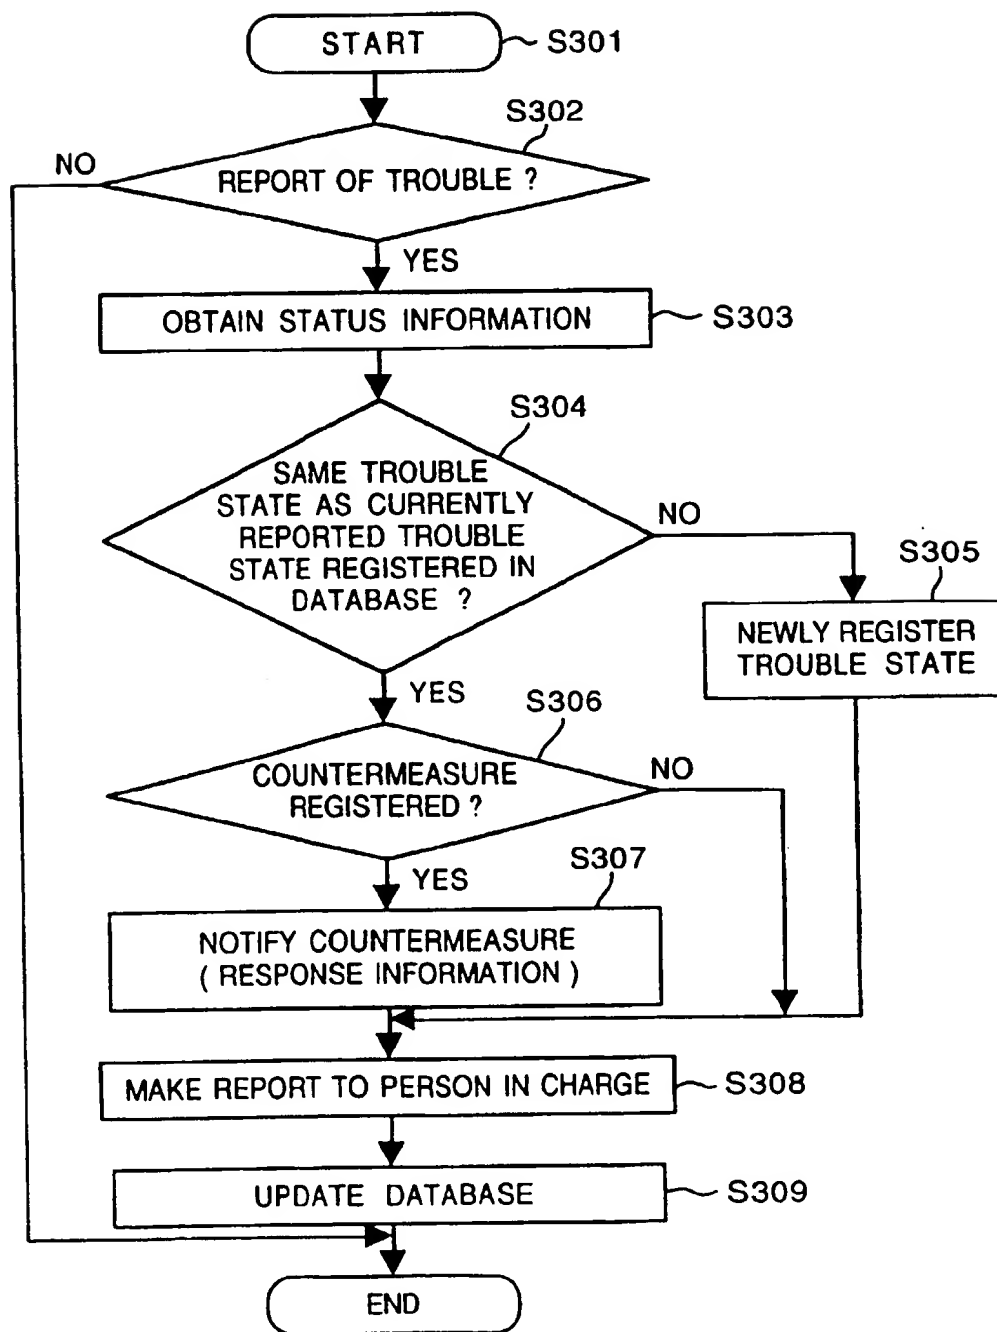 START
S301
S302
NO
REPORT OF TROUBLE ?
YES
OBTAIN STATUS INFORMATION
S303
S304
SAME TROUBLE
STATE AS CURRENTLY
REPORTED TROUBLE
STATE REGISTERED IN
DATABASE ?
NO
S305
NEWLY REGISTER
TROUBLE STATE
YES
S306
COUNTERMEASURE
REGISTERED ?
NO
S307
YES
NOTIFY COUNTERMEASURE
( RESPONSE INFORMATION )
MAKE REPORT TO PERSON IN CHARGE
S308
UPDATE DATABASE
S309
END